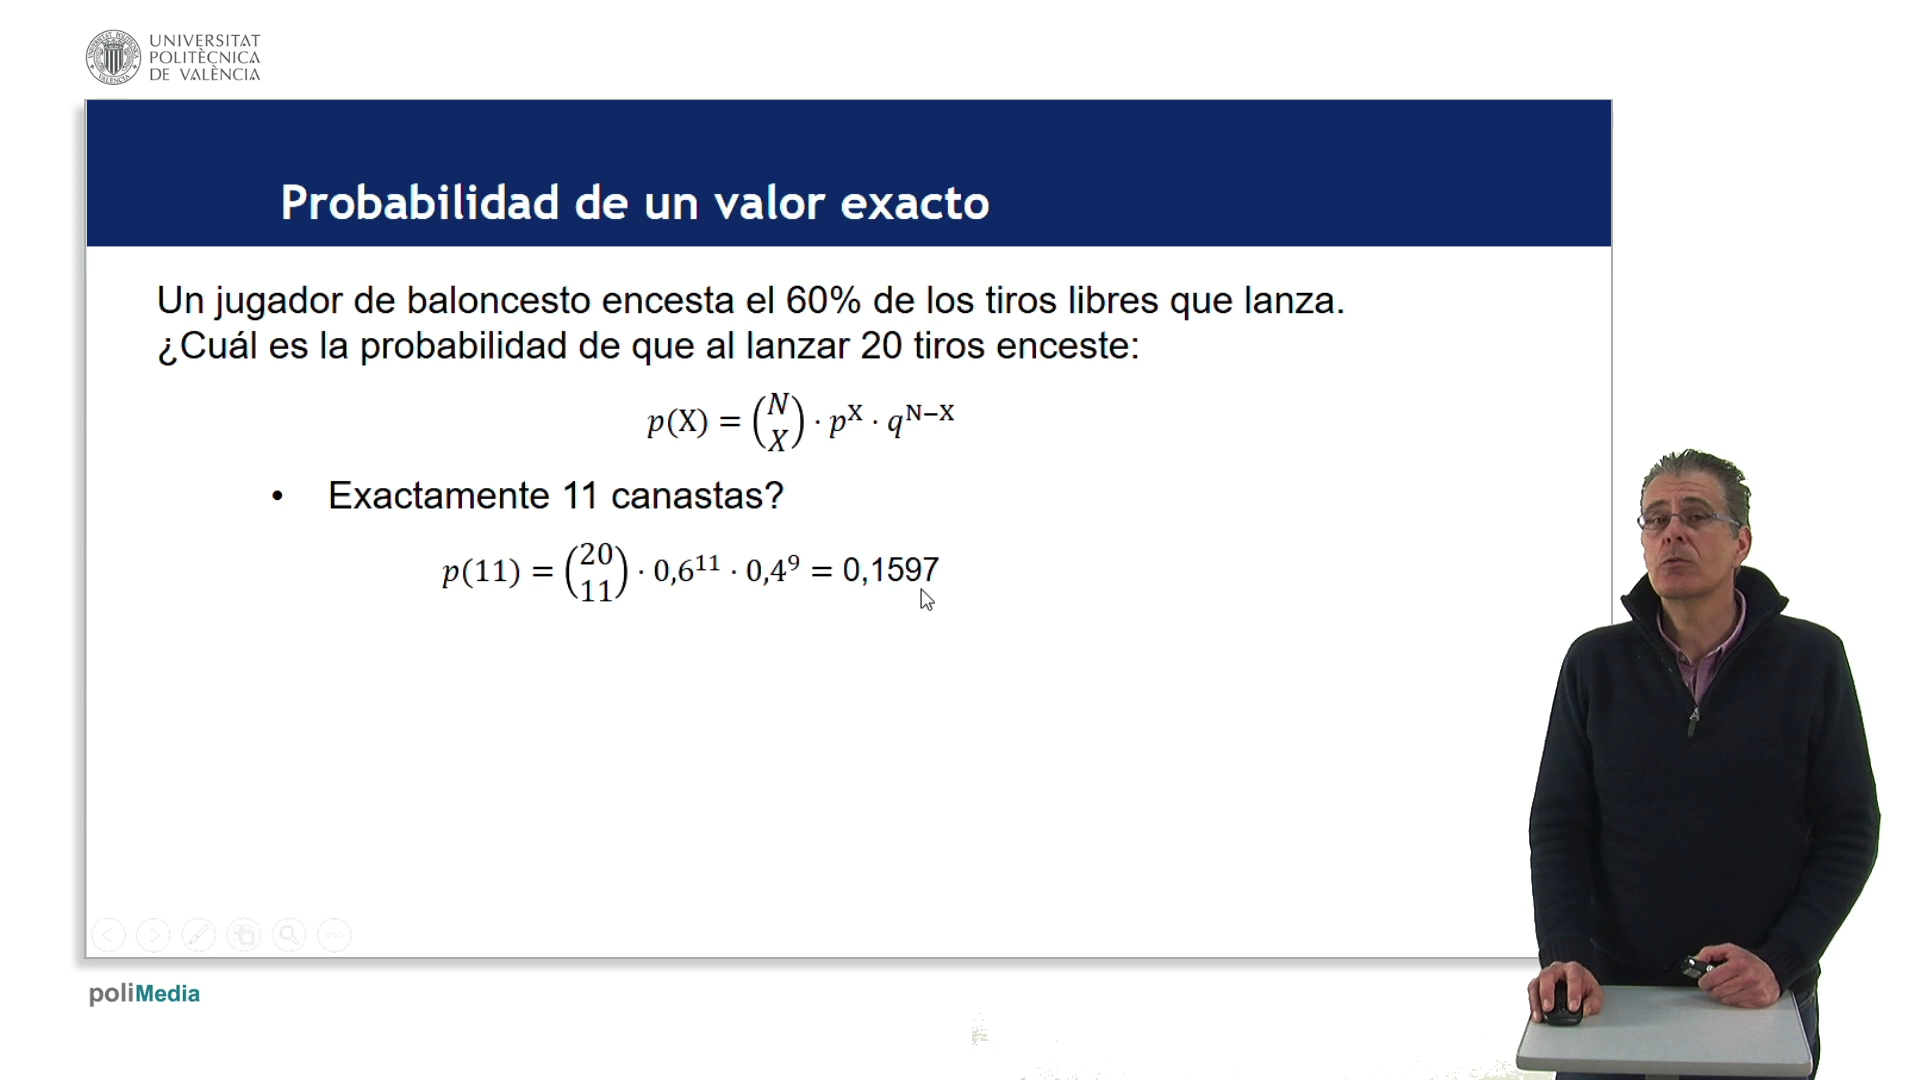 UNIVERSITAT
POLITÈCNICA
DE VALÈNCIA
Probabilidad de un valor exacto
Un jugador de baloncesto encesta el 60% de los tiros libres que lanza.
¿Cuál es la probabilidad de que al lanzar 20 tiros enceste:
p(X) = (N X) · p^X · q^(N−X)
• Exactamente 11 canastas?
p(11) = (20 11) · 0,6^11 · 0,4^9 = 0,1597
poliMedia